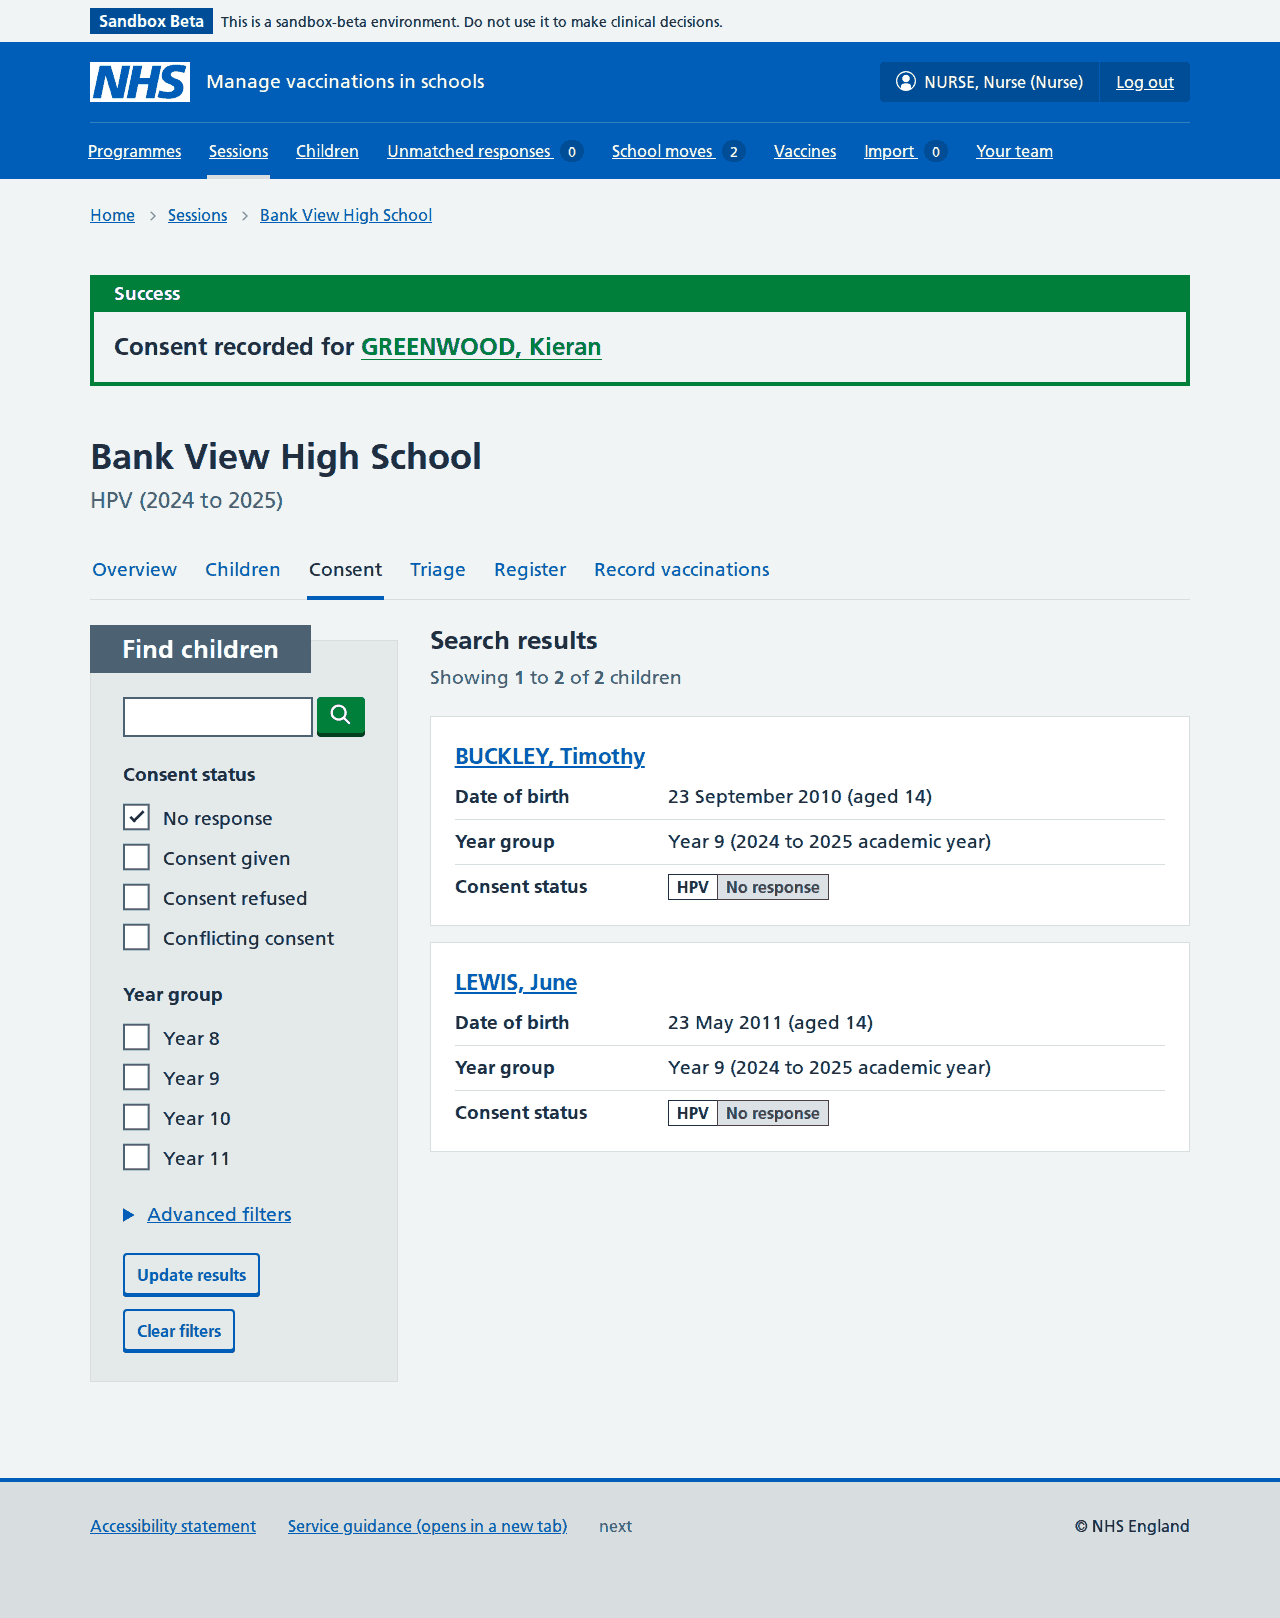 Sandbox Beta This is a sandbox-beta environment. Do not use it to make clinical decisions.
NHS Manage vaccinations in schools NURSE, Nurse (Nurse) Log out
Programmes Sessions Children Unmatched responses 0 School moves 2 Vaccines Import 0 Your team
Home Sessions Bank View High School
Success
Consent recorded for GREENWOOD, Kieran
Bank View High School
HPV (2024 to 2025)
Overview Children Consent Triage Register Record vaccinations
Find children
Consent status
No response
Consent given
Consent refused
Conflicting consent
Year group
Year 8
Year 9
Year 10
Year 11
Advanced filters
Update results
Clear filters
Search results
Showing 1 to 2 of 2 children
BUCKLEY, Timothy
Date of birth 23 September 2010 (aged 14)
Year group Year 9 (2024 to 2025 academic year)
Consent status HPV No response
LEWIS, June
Date of birth 23 May 2011 (aged 14)
Year group Year 9 (2024 to 2025 academic year)
Consent status HPV No response
Accessibility statement Service guidance (opens in a new tab) next © NHS England